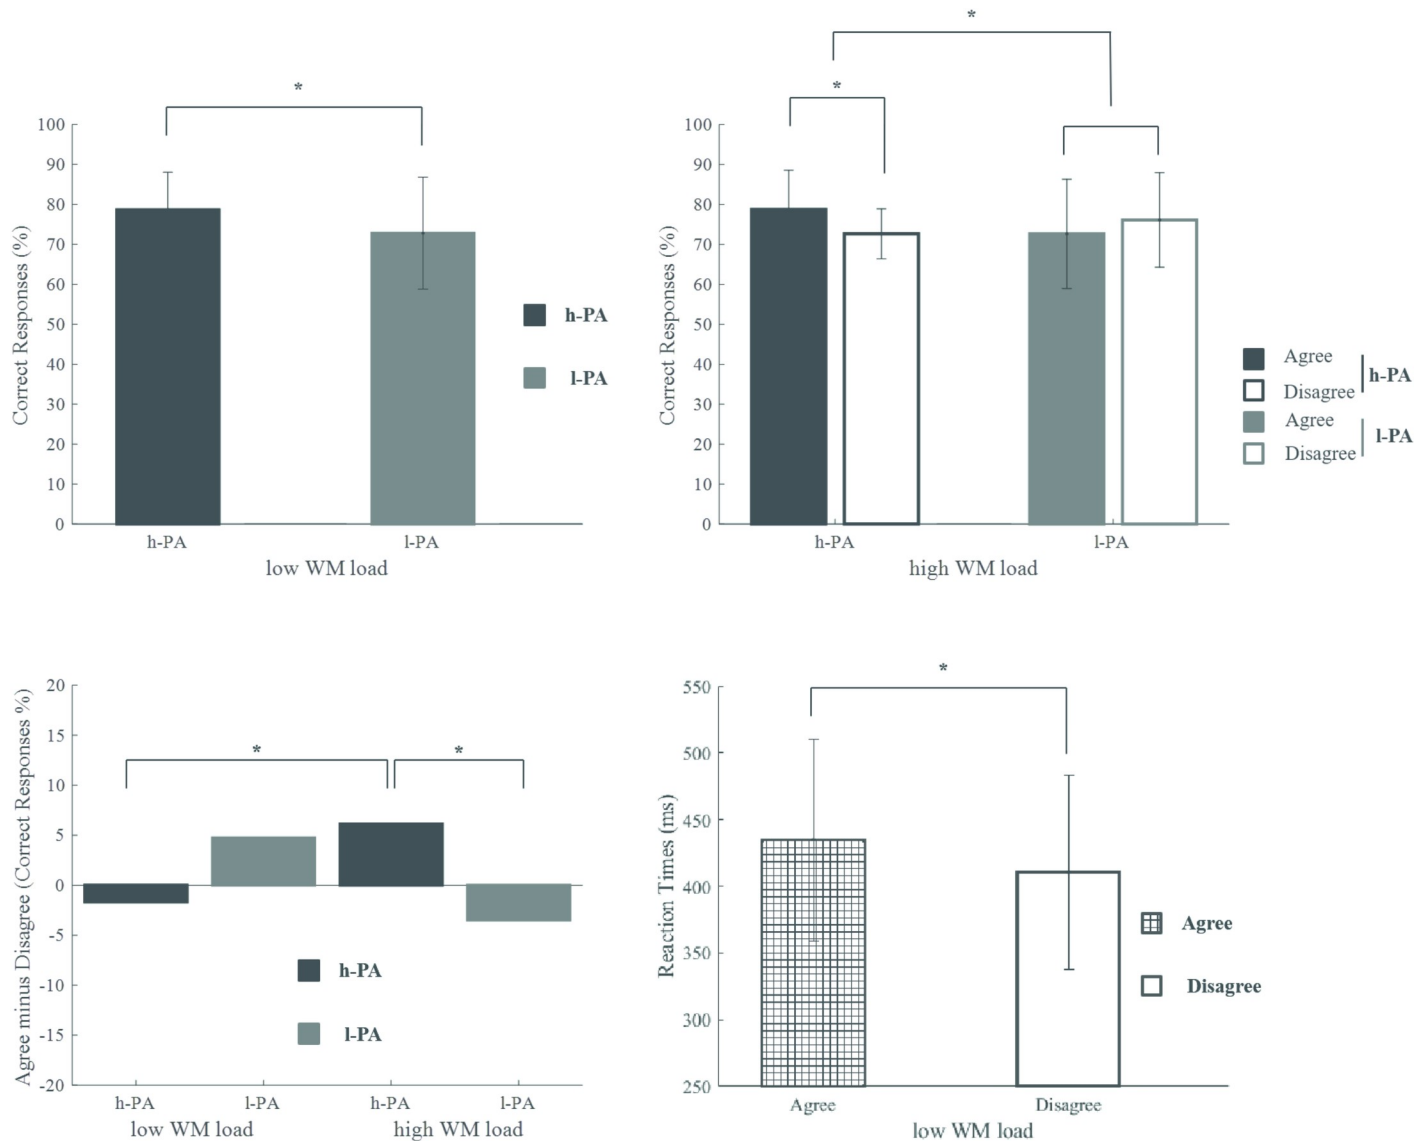 *
Correct Responses (%)
100
90
80
70
60
50
40
30
20
10
0
h-PA
l-PA
h-PA l-PA
low WM load
*
*
Correct Responses (%)
100
90
80
70
60
50
40
30
20
10
0
Agree
Disagree
h-PA
Agree
Disagree
l-PA
h-PA l-PA
high WM load
Agree minus Disagree (Correct Responses %)
20
15
10
5
0
-5
-10
-15
-20
* *
h-PA
l-PA
h-PA l-PA h-PA l-PA
low WM load high WM load
*
Reaction Times (ms)
550
500
450
400
350
300
250
Agree
Disagree
Agree Disagree
low WM load